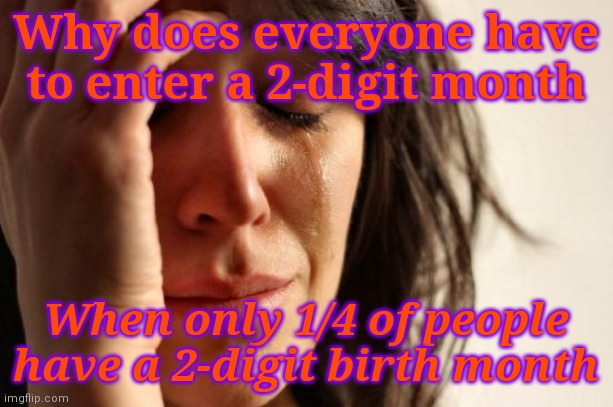 Why does everyone have
to enter a 2-digit month
When only 1/4 of people
have a 2-digit birth month
imgflip.com